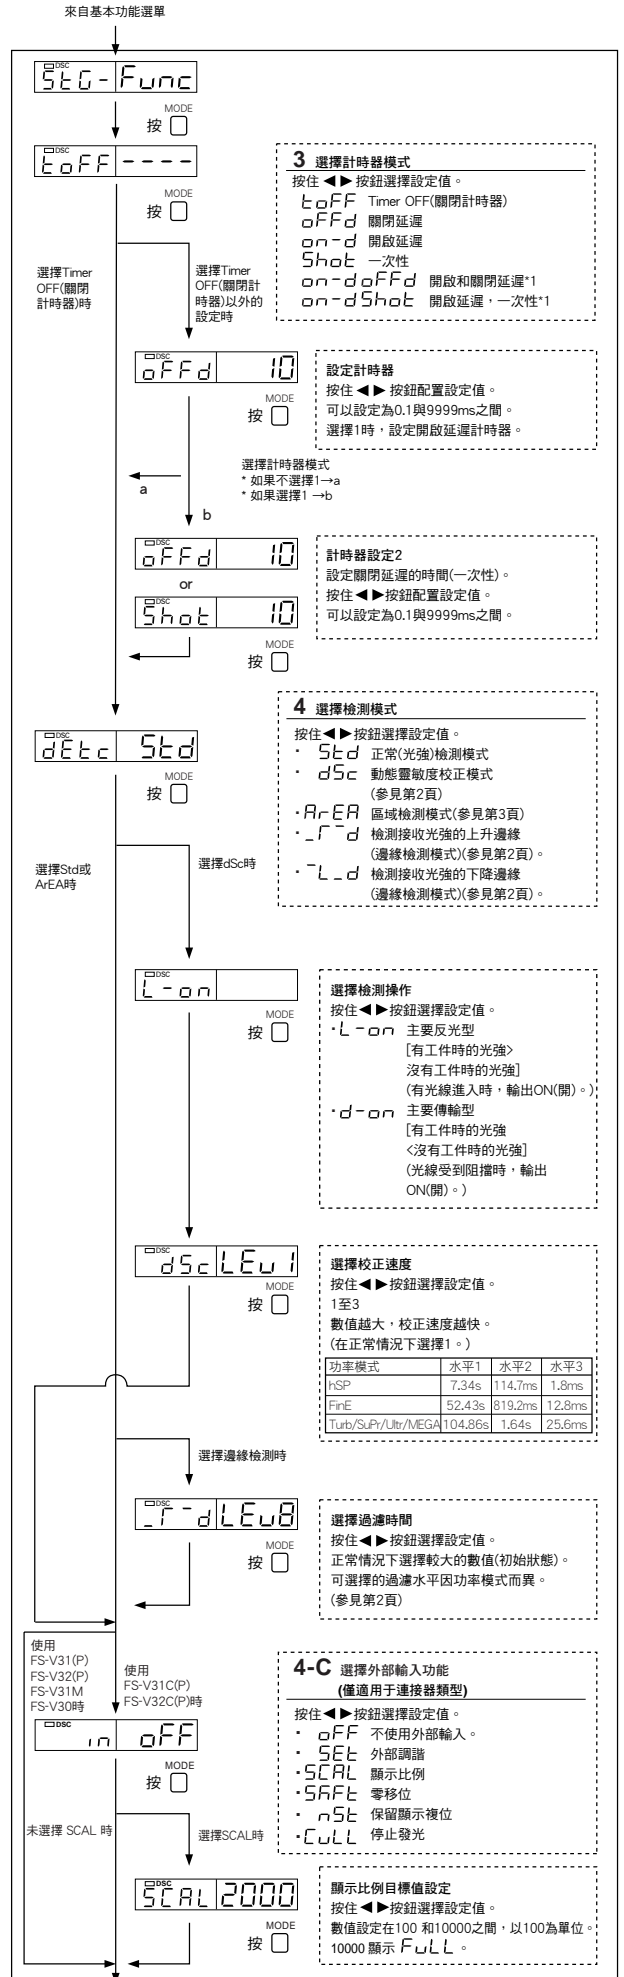 來自基本功能選單
DSC
StG- Func
MODE
按
DSC
toFF ----
MODE
按
3 選擇計時器模式
按住 ◀ ▶ 按鈕選擇設定值。
toFF Timer OFF(關閉計時器)
oFFd 關閉延遲
on-d 開啟延遲
Shot 一次性
on-doFFd 開啟和關閉延遲*1
on-dShot 開啟延遲,一次性*1
選擇Timer
OFF(關閉
計時器)時
選擇Timer
OFF(關閉計
時器)以外的
設定時
DSC
oFFd 10
MODE
按
設定計時器
按住 ◀ ▶ 按鈕配置設定值。
可以設定為0.1與9999ms之間。
選擇1時,設定開啟延遲計時器。
選擇計時器模式
* 如果不選擇1→a
* 如果選擇1 →b
a
b
DSC
oFFd 10
or
DSC
Shot 10
MODE
按
計時器設定2
設定關閉延遲的時間(一次性)。
按住 ◀ ▶按鈕配置設定值。
可以設定為0.1與9999ms之間。
DSC
dEtc Std
MODE
按
4 選擇檢測模式
按住◀ ▶按鈕選擇設定值。
· Std 正常(光強)檢測模式
· dSc 動態靈敏度校正模式
(參見第2頁)
·ArEA 區域檢測模式(參見第3頁)
·_Γ¯d 檢測接收光強的上升邊緣
(邊緣檢測模式)(參見第2頁)。
·¯L_d 檢測接收光強的下降邊緣
(邊緣檢測模式)(參見第2頁)。
選擇Std或
ArEA時
選擇dSc時
DSC
L-on
MODE
按
選擇檢測操作
按住◀ ▶按鈕選擇設定值。
·L-on 主要反光型
[有工件時的光強>
沒有工件時的光強]
(有光線進入時,輸出ON(開)。)
·d-on 主要傳輸型
[有工件時的光強
<沒有工件時的光強]
(光線受到阻擋時,輸出
ON(開)。)
DSC
dSc LEv1
MODE
按
選擇校正速度
按住◀ ▶按鈕選擇設定值。
1至3
數值越大,校正速度越快。
(在正常情況下選擇1。)
功率模式 水平1 水平2 水平3
hSP 7.34s 114.7ms 1.8ms
FinE 52.43s 819.2ms 12.8ms
Turb/SuPr/Ultr/MEGA 104.86s 1.64s 25.6ms
選擇邊緣檢測時
DSC
_Γ¯d LEv8
MODE
按
選擇過濾時間
按住◀ ▶按鈕選擇設定值。
正常情況下選擇較大的數值(初始狀態)。
可選擇的過濾水平因功率模式而異。
(參見第2頁)
使用
FS-V31(P)
FS-V32(P)
FS-V31M
FS-V30時
使用
FS-V31C(P)
FS-V32C(P)時
DSC
in oFF
MODE
按
4-C 選擇外部輸入功能
(僅適用于連接器類型)
按住◀ ▶按鈕選擇設定值。
· oFF 不使用外部輸入。
· SEt 外部調諧
·SCAL 顯示比例
·SAFt 零移位
· rSt 保留顯示複位
·CuLL 停止發光
未選擇 SCAL 時
選擇SCAL時
DSC
SCAL 2000
MODE
按
顯示比例目標值設定
按住◀ ▶按鈕選擇設定值。
數值設定在100 和10000之間,以100為單位。
10000 顯示 FuLL 。